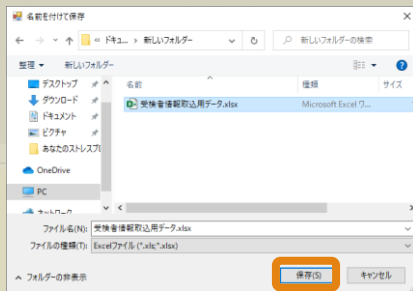 名前を付けて保存
« ドキュ... › 新しいフォルダー
新しいフォルダーの検索
整理 新しいフォルダー
名前 種類 サイズ
デスクトップ
ダウンロード
ドキュメント
ピクチャ
あなたのストレスプ
OneDrive
PC
受検者情報取込用データ.xlsx Microsoft Excel ワ...
ファイル名(N): 受検者情報取込用データ.xlsx
ファイルの種類(T): Excelファイル (*.xls;*.xlsx)
フォルダーの非表示 保存(S) キャンセル